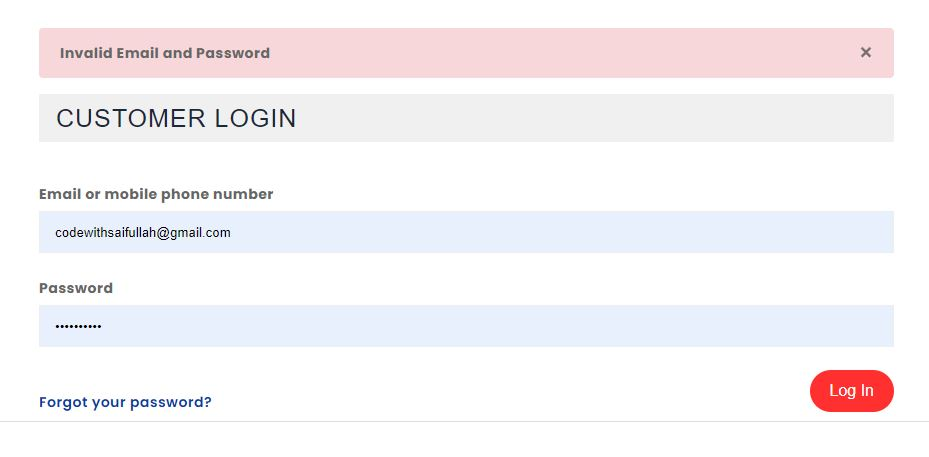 Invalid Email and Password ×
CUSTOMER LOGIN
Email or mobile phone number
codewithsaifullah@gmail.com
Password
••••••••••
Forgot your password?
Log In